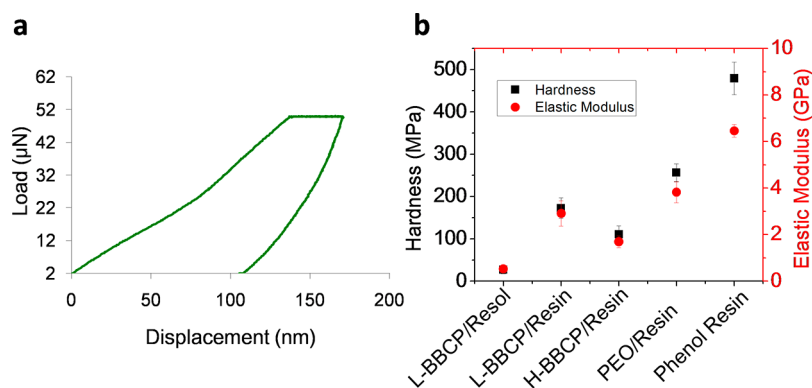 a
62
52
42
32
22
12
2
Load (µN)
0
50
100
150
200
Displacement (nm)
b
Hardness
Elastic Modulus
500
400
300
200
100
0
Hardness (MPa)
10
8
6
4
2
0
Elastic Modulus (GPa)
L-BBCP/Resol
L-BBCP/Resin
H-BBCP/Resin
PEO/Resin
Phenol Resin